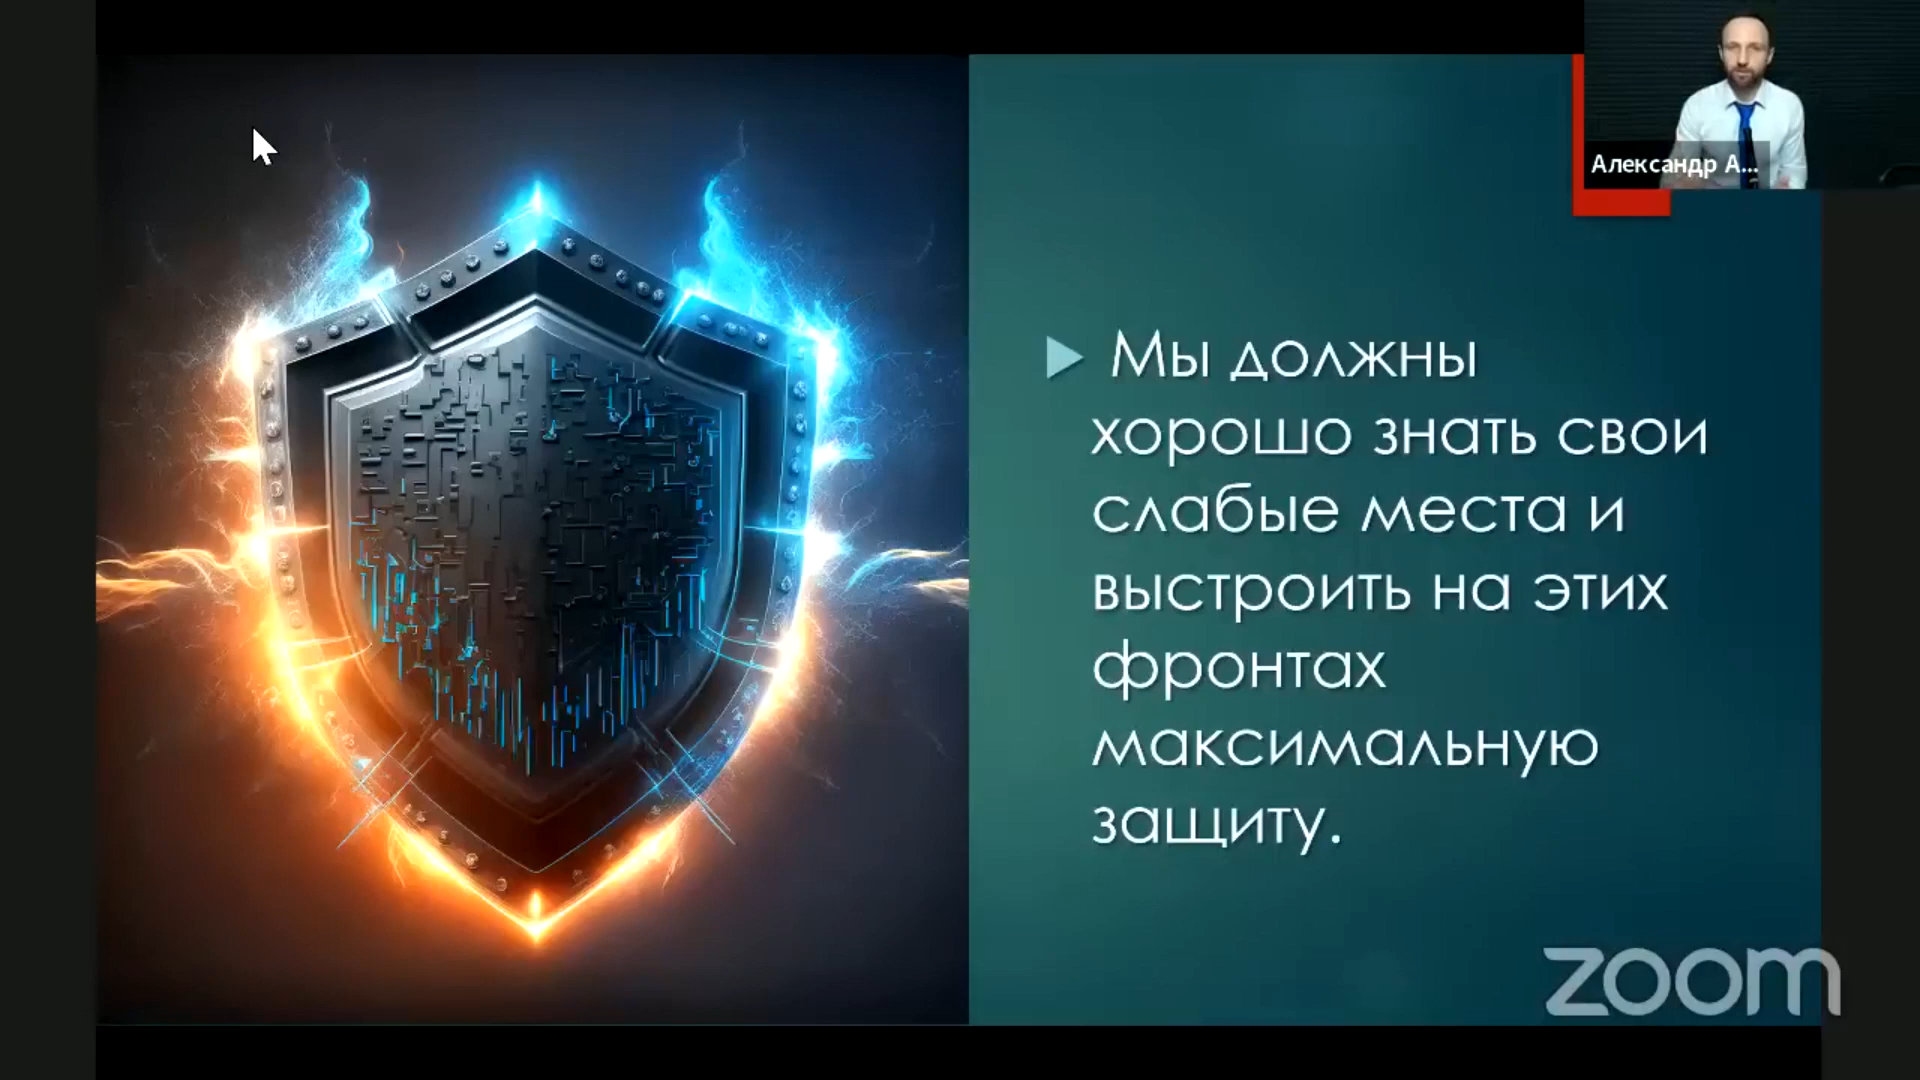 Александр А...
Мы должны
хорошо знать свои
слабые места и
выстроить на этих
фронтах
максимальную
защиту.
zoom